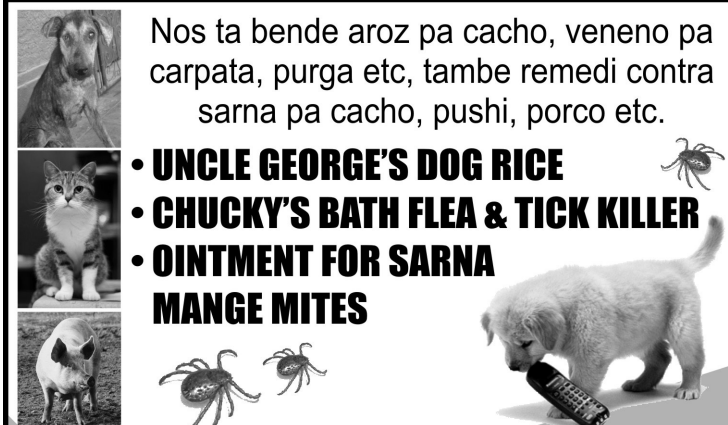 Nos ta bende aroz pa cacho, veneno pa
carpata, purga etc, tambe remedi contra
sarna pa cacho, pushi, porco etc.
• UNCLE GEORGE'S DOG RICE
• CHUCKY'S BATH FLEA & TICK KILLER
• OINTMENT FOR SARNA
MANGE MITES